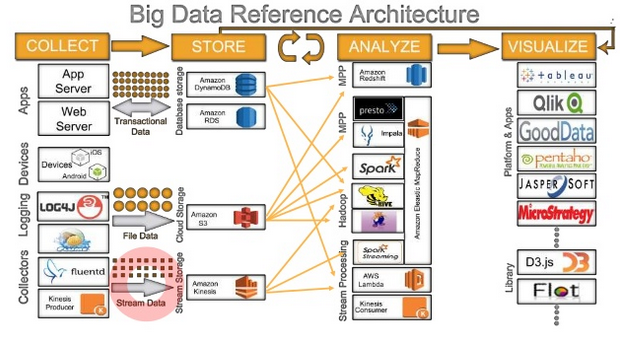 Big Data Reference Architecture
COLLECT
STORE
ANALYZE
VISUALIZE
Apps
App
Server
Web
Server
Transactional
Data
Database storage
Amazon
DynamoDB
Amazon
RDS
MPP
Amazon
Redshift
MPP
presto
Impala
Spark
Hadoop
HIVE
Amazon Elastic MapReduce
Devices
Devices
iOS
Android
Logging
LOG4J
TM
File Data
Cloud Storage
Amazon
S3
Collectors
fluentd
Kinesis
Producer
Stream Data
Stream Storage
Amazon
Kinesis
Stream Processing
Spark
Streaming
AWS
Lambda
Kinesis
Consumer
Platform & Apps
+ableau
Qlik
GoodData
pentaho
JASPERSOFT
MicroStrategy
Library
D3.js
Flot